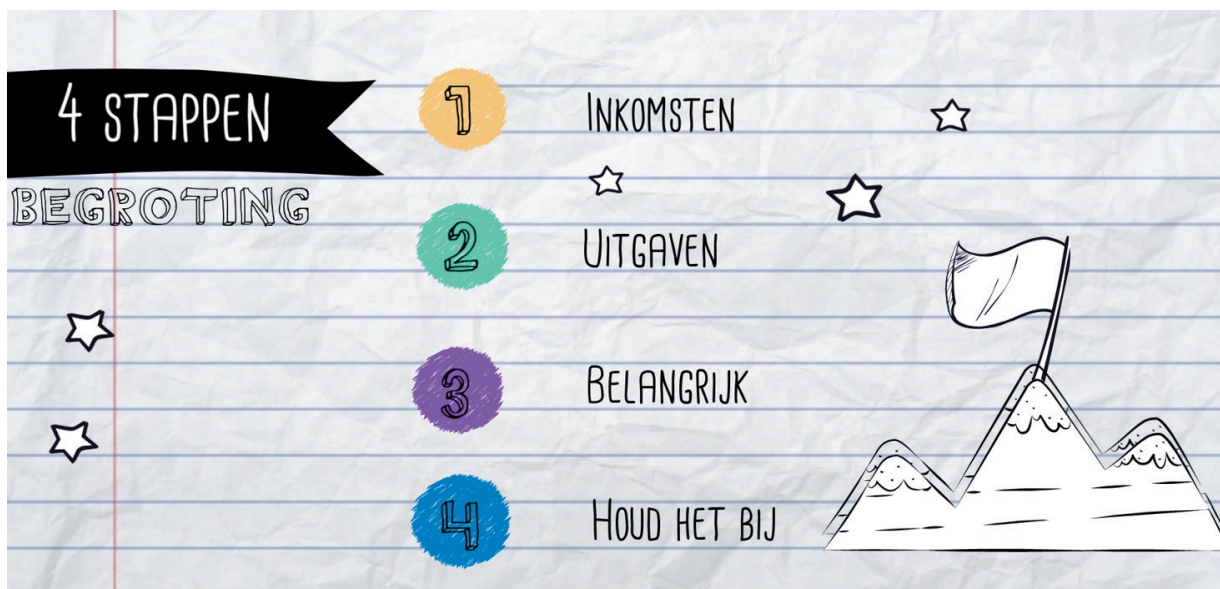 4 STAPPEN
BEGROTING
1 INKOMSTEN
2 UITGAVEN
3 BELANGRIJK
4 HOUD HET BIJ